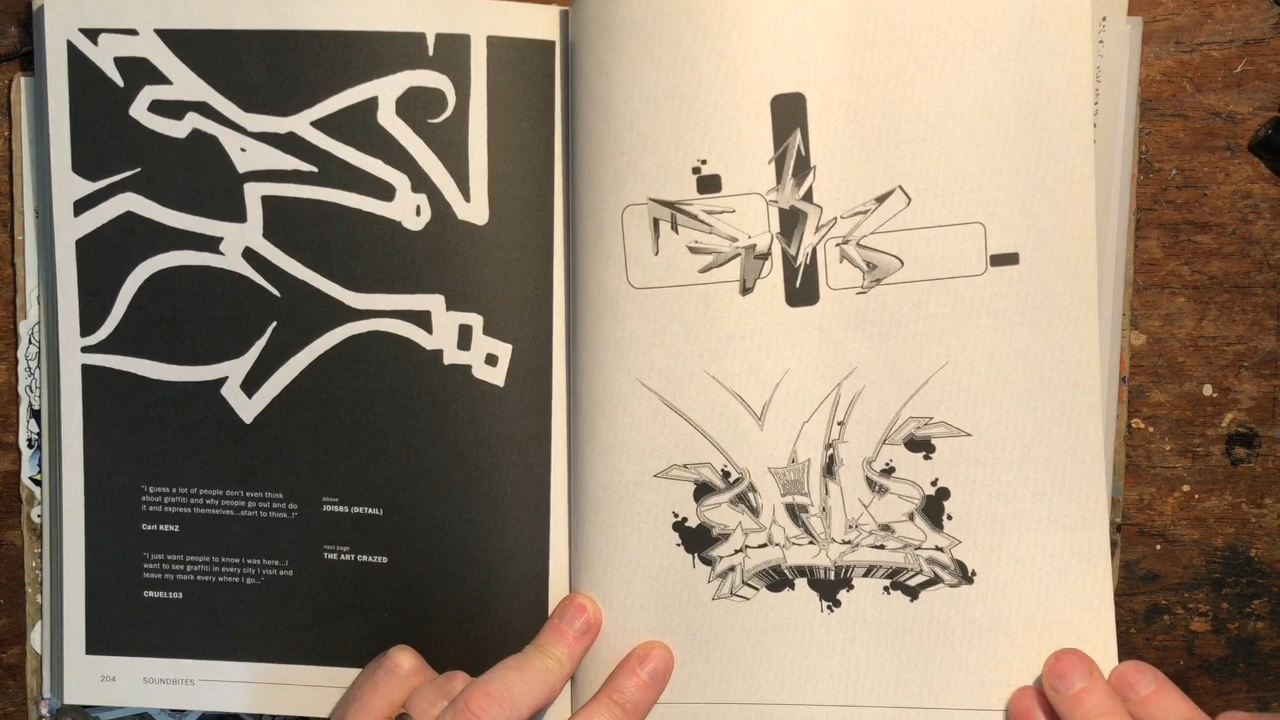 "I guess a lot of people don't even think
about graffiti and why people go out and do
it and express themselves...start to think..!"
Carl KENZ
"I just want people to know I was here...I
want to see graffiti in every city I visit and
leave my mark every where I go..."
CRUEL103
above
JOIS85 (DETAIL)
next page
THE ART CRAZED
204 SOUNDBITES